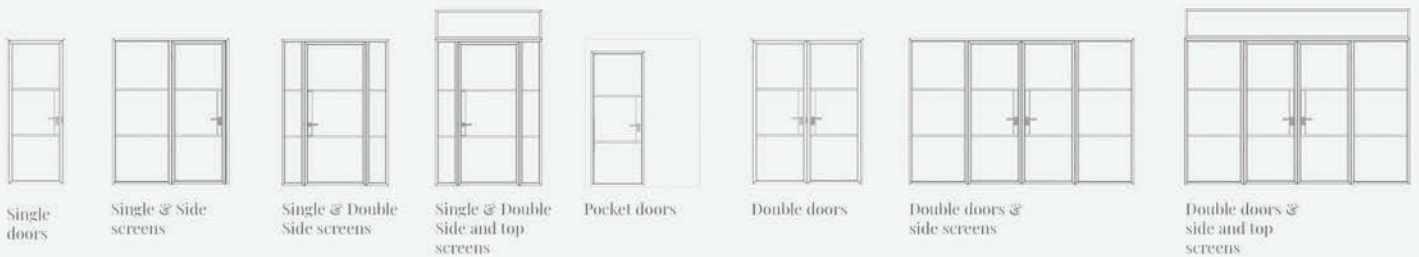 Single
doors
Single & Side
screens
Single & Double
Side screens
Single & Double
Side and top
screens
Pocket doors
Double doors
Double doors &
side screens
Double doors &
side and top
screens